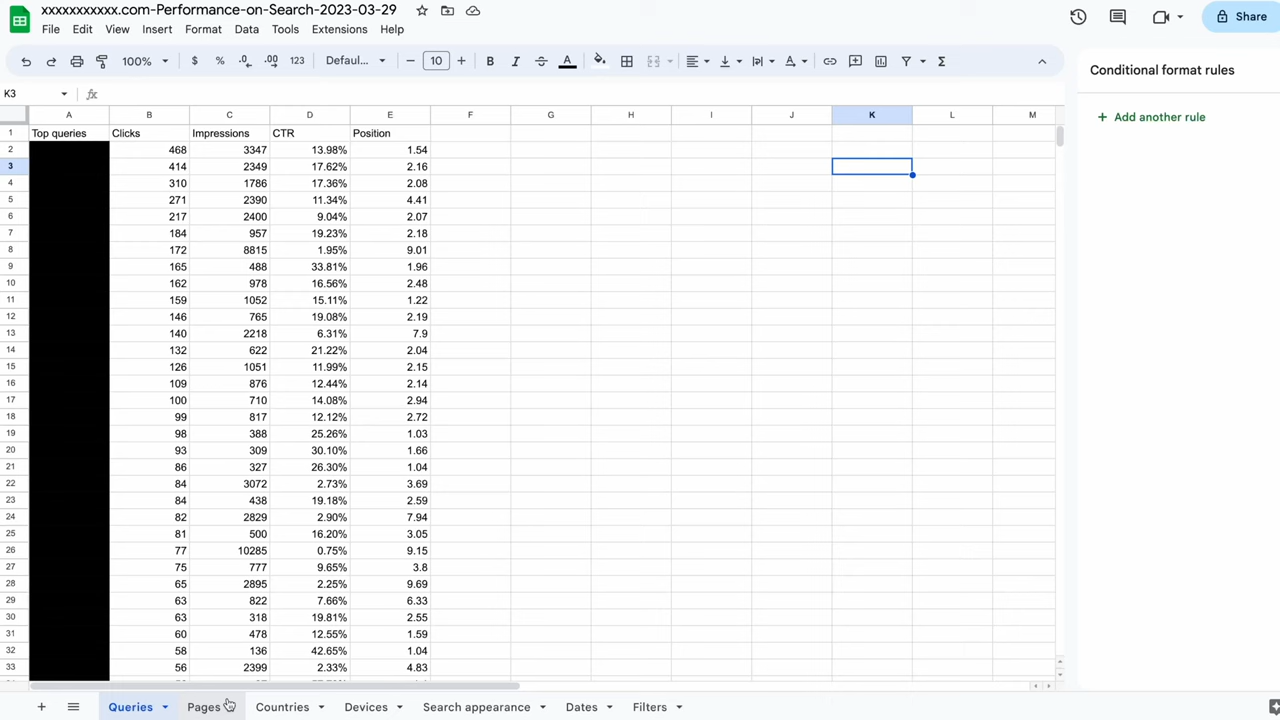 xxxxxxxxxxx.com-Performance-on-Search-2023-03-29
File Edit View Insert Format Data Tools Extensions Help
Share
100% $ % .0 .00 123 Defaul... 10 B I A
K3 fx
Conditional format rules
Add another rule
A B C D E F G H I J K L M
1 Top queries Clicks Impressions CTR Position
2 468 3347 13.98% 1.54
3 414 2349 17.62% 2.16
4 310 1786 17.36% 2.08
5 271 2390 11.34% 4.41
6 217 2400 9.04% 2.07
7 184 957 19.23% 2.18
8 172 8815 1.95% 9.01
9 165 488 33.81% 1.96
10 162 978 16.56% 2.48
11 159 1052 15.11% 1.22
12 146 765 19.08% 2.19
13 140 2218 6.31% 7.9
14 132 622 21.22% 2.04
15 126 1051 11.99% 2.15
16 109 876 12.44% 2.14
17 100 710 14.08% 2.94
18 99 817 12.12% 2.72
19 98 388 25.26% 1.03
20 93 309 30.10% 1.66
21 86 327 26.30% 1.04
22 84 3072 2.73% 3.69
23 84 438 19.18% 2.59
24 82 2829 2.90% 7.94
25 81 500 16.20% 3.05
26 77 10285 0.75% 9.15
27 75 777 9.65% 3.8
28 65 2895 2.25% 9.69
29 63 822 7.66% 6.33
30 63 318 19.81% 2.55
31 60 478 12.55% 1.59
32 58 136 42.65% 1.04
33 56 2399 2.33% 4.83
Queries Pages Countries Devices Search appearance Dates Filters